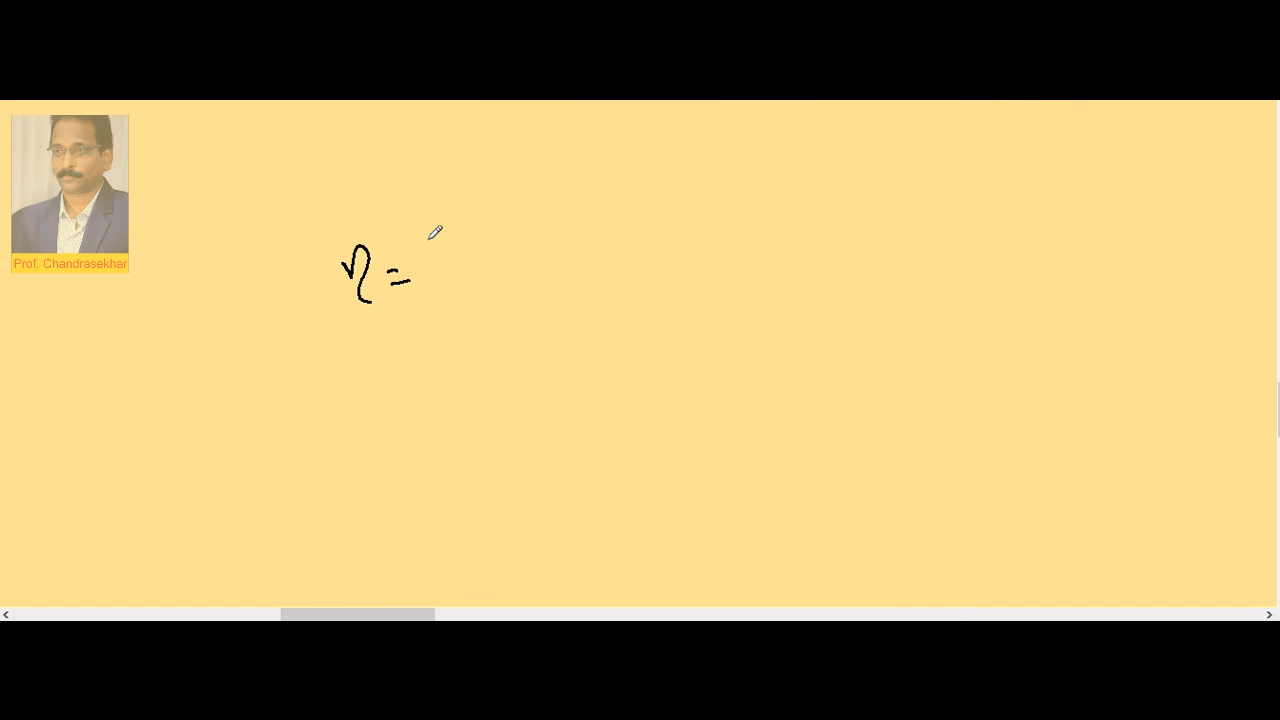 Prof. Chandrasekhar
η =